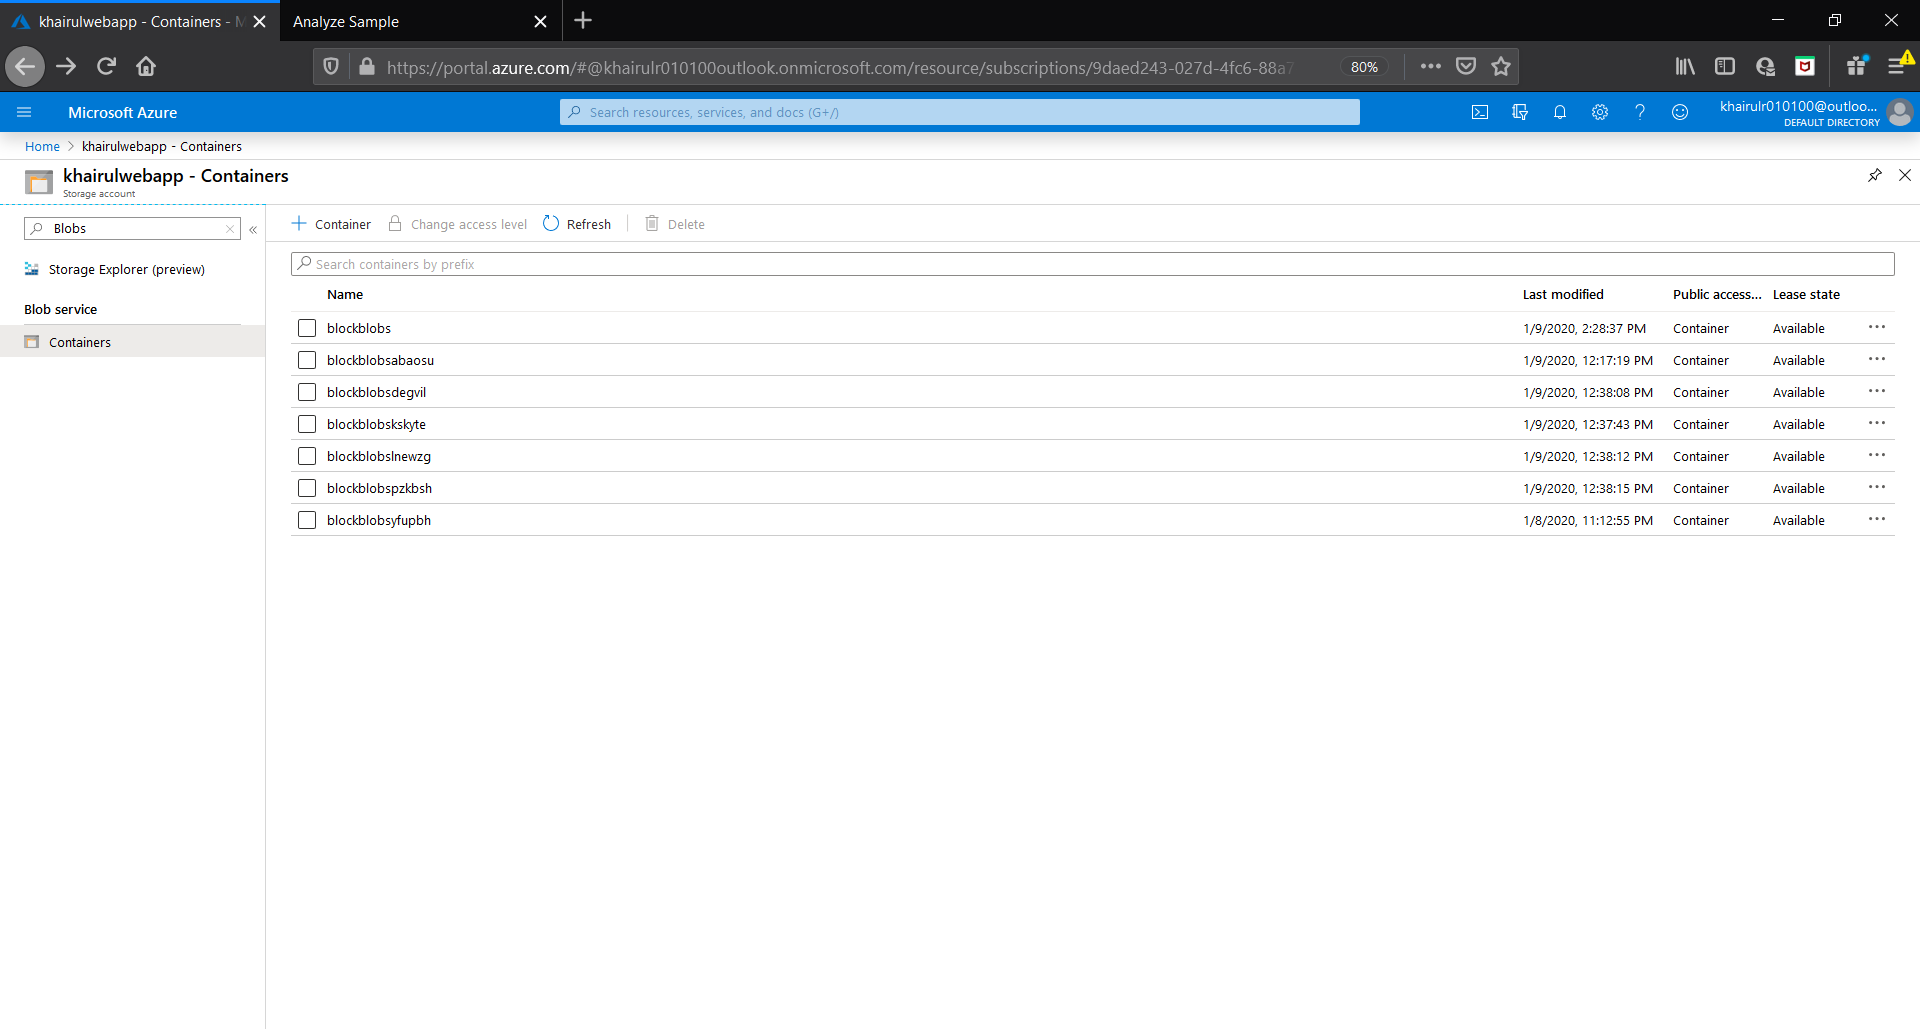 khairulwebapp - Containers - M
Analyze Sample
https://portal.azure.com/#@khairulr010100outlook.onmicrosoft.com/resource/subscriptions/9daed243-027d-4fc6-88a7
80%
Microsoft Azure
Search resources, services, and docs (G+/)
khairulr010100@outloo...
DEFAULT DIRECTORY
Home > khairulwebapp - Containers
khairulwebapp - Containers
Storage account
Blobs
Storage Explorer (preview)
Blob service
Containers
Container
Change access level
Refresh
Delete
Search containers by prefix
Name Last modified Public access... Lease state
blockblobs 1/9/2020, 2:28:37 PM Container Available
blockblobsabaosu 1/9/2020, 12:17:19 PM Container Available
blockblobsdegvil 1/9/2020, 12:38:08 PM Container Available
blockblobskskyte 1/9/2020, 12:37:43 PM Container Available
blockblobslnewzg 1/9/2020, 12:38:12 PM Container Available
blockblobspzkbsh 1/9/2020, 12:38:15 PM Container Available
blockblobsyfupbh 1/8/2020, 11:12:55 PM Container Available